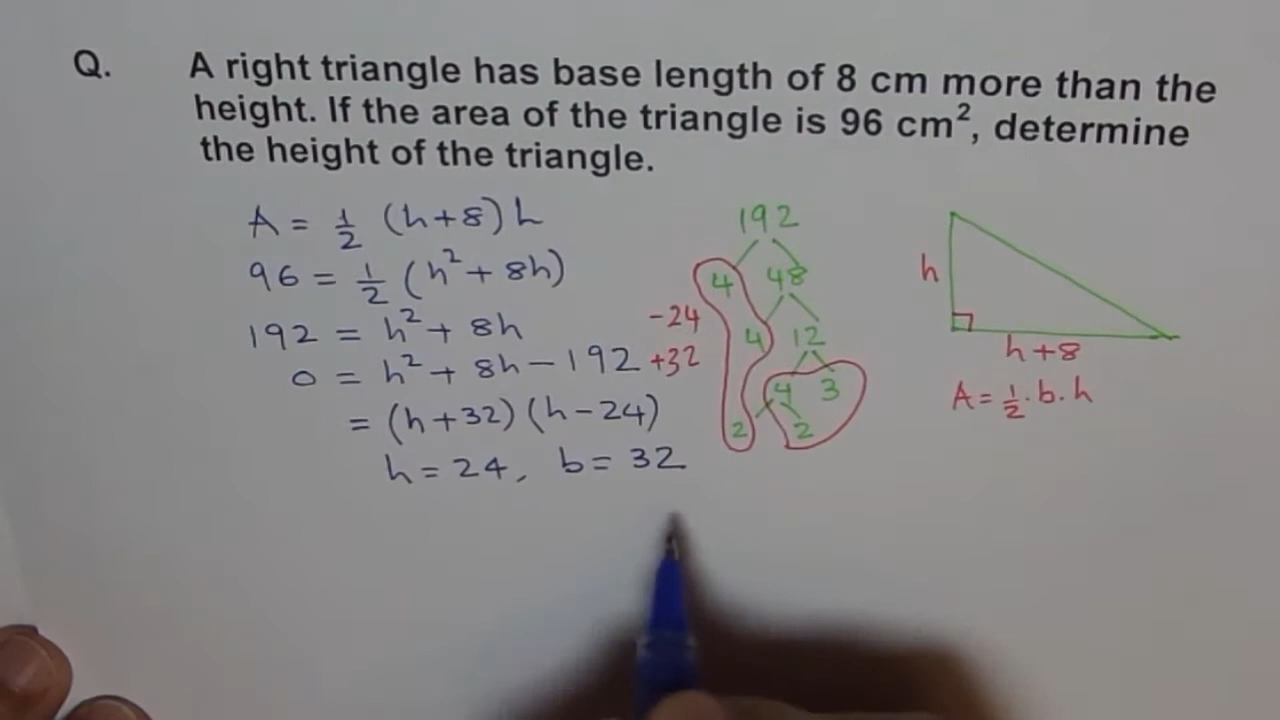 Q. A right triangle has base length of 8 cm more than the
height. If the area of the triangle is 96 cm², determine
the height of the triangle.
A = 1/2 (h+8)h
96 = 1/2 (h² + 8h)
192 = h² + 8h
0 = h² + 8h - 192
= (h+32)(h-24)
h = 24, b = 32
-24
+32
192
4 48
4 12
4 3
2 2
h
h+8
A = 1/2 · b · h